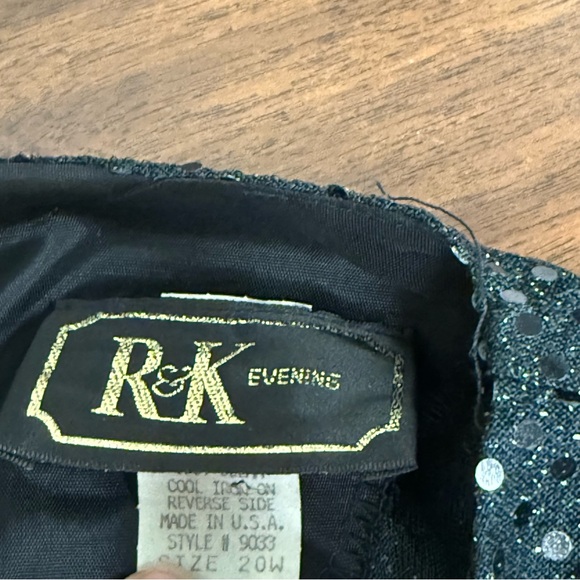 R&K EVENING
COOL IRON ON
REVERSE SIDE
MADE IN U.S.A.
STYLE # 9033
SIZE 20W